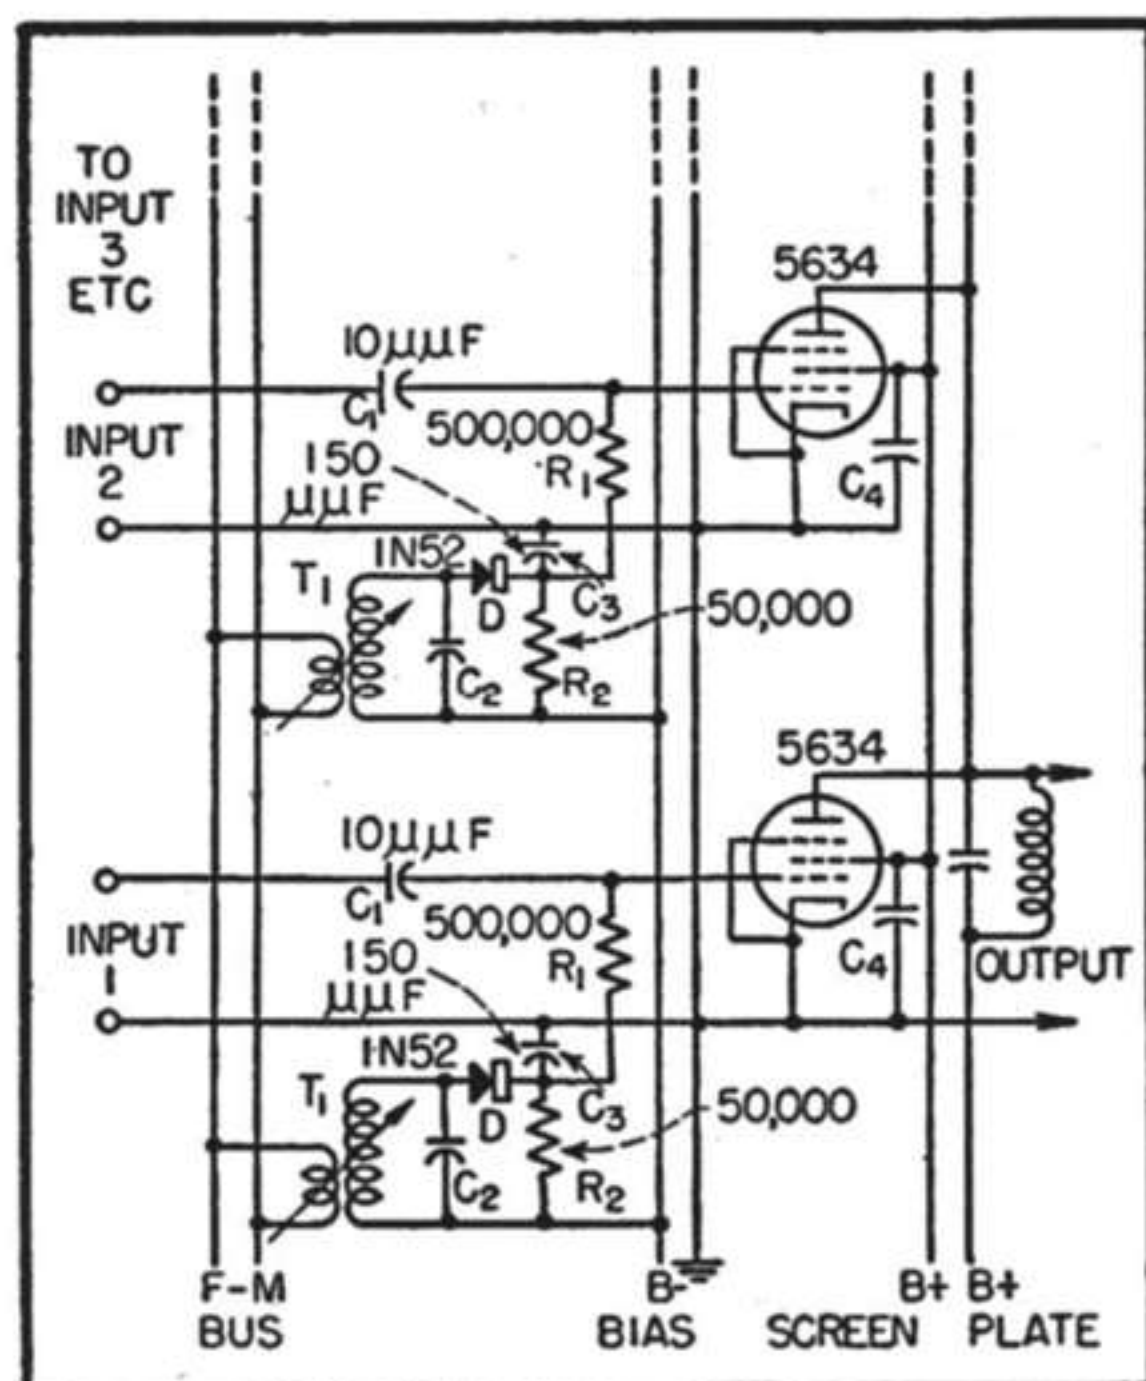 TO
INPUT
3
ETC
5634
10μμF
C1
500,000
R1
INPUT
2
150
μμF
C4
1N52
T1
D
C3
50,000
C2
R2
5634
10μμF
C1
500,000
R1
INPUT
1
150
μμF
C4
OUTPUT
1N52
T1
D
C3
50,000
C2
R2
F-M
BUS
B-
BIAS
B+
SCREEN
B+
PLATE